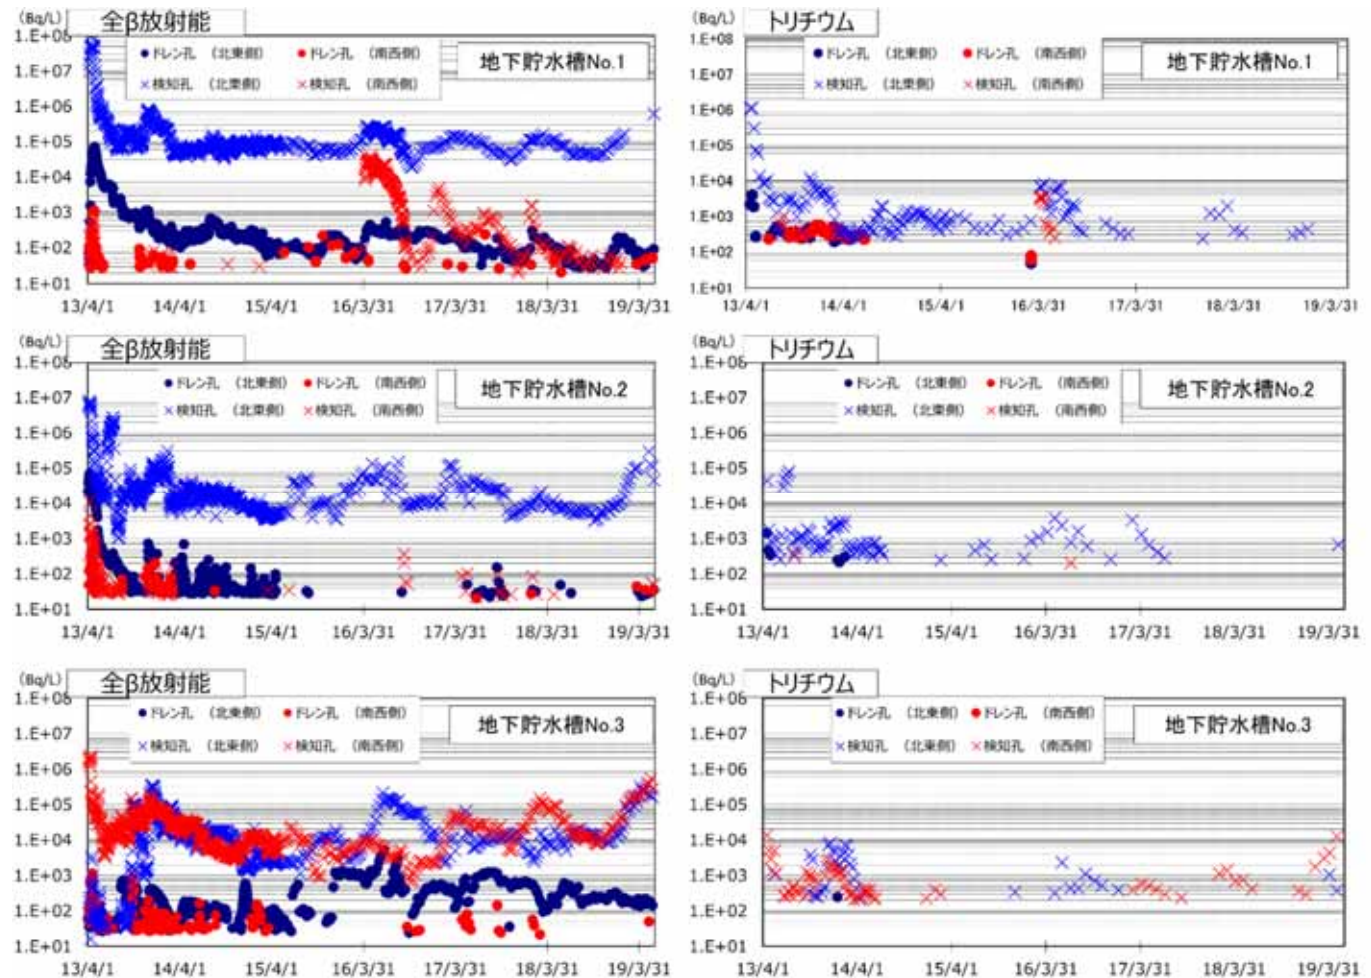 (Bq/L)
全β放射能
地下貯水槽No.1
●ドレン孔 （北東側） ●ドレン孔 （南西側）
×検知孔 （北東側） ×検知孔 （南西側）
1.E+08
1.E+07
1.E+06
1.E+05
1.E+04
1.E+03
1.E+02
1.E+01
13/4/1 14/4/1 15/4/1 16/3/31 17/3/31 18/3/31 19/3/31
(Bq/L)
トリチウム
地下貯水槽No.1
●ドレン孔 （北東側） ●ドレン孔 （南西側）
×検知孔 （北東側） ×検知孔 （南西側）
1.E+08
1.E+07
1.E+06
1.E+05
1.E+04
1.E+03
1.E+02
1.E+01
13/4/1 14/4/1 15/4/1 16/3/31 17/3/31 18/3/31 19/3/31
(Bq/L)
全β放射能
地下貯水槽No.2
●ドレン孔 （北東側） ●ドレン孔 （南西側）
×検知孔 （北東側） ×検知孔 （南西側）
1.E+08
1.E+07
1.E+06
1.E+05
1.E+04
1.E+03
1.E+02
1.E+01
13/4/1 14/4/1 15/4/1 16/3/31 17/3/31 18/3/31 19/3/31
(Bq/L)
トリチウム
地下貯水槽No.2
●ドレン孔 （北東側） ●ドレン孔 （南西側）
×検知孔 （北東側） ×検知孔 （南西側）
1.E+08
1.E+07
1.E+06
1.E+05
1.E+04
1.E+03
1.E+02
1.E+01
13/4/1 14/4/1 15/4/1 16/3/31 17/3/31 18/3/31 19/3/31
(Bq/L)
全β放射能
地下貯水槽No.3
●ドレン孔 （北東側） ●ドレン孔 （南西側）
×検知孔 （北東側） ×検知孔 （南西側）
1.E+08
1.E+07
1.E+06
1.E+05
1.E+04
1.E+03
1.E+02
1.E+01
13/4/1 14/4/1 15/4/1 16/3/31 17/3/31 18/3/31 19/3/31
(Bq/L)
トリチウム
地下貯水槽No.3
●ドレン孔 （北東側） ●ドレン孔 （南西側）
×検知孔 （北東側） ×検知孔 （南西側）
1.E+08
1.E+07
1.E+06
1.E+05
1.E+04
1.E+03
1.E+02
1.E+01
13/4/1 14/4/1 15/4/1 16/3/31 17/3/31 18/3/31 19/3/31